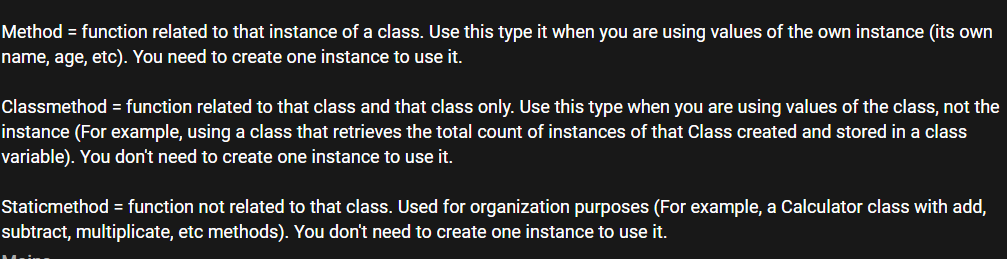 Method = function related to that instance of a class. Use this type it when you are using values of the own instance (its own
name, age, etc). You need to create one instance to use it.
Classmethod = function related to that class and that class only. Use this type when you are using values of the class, not the
instance (For example, using a class that retrieves the total count of instances of that Class created and stored in a class
variable). You don't need to create one instance to use it.
Staticmethod = function not related to that class. Used for organization purposes (For example, a Calculator class with add,
subtract, multiplicate, etc methods). You don't need to create one instance to use it.